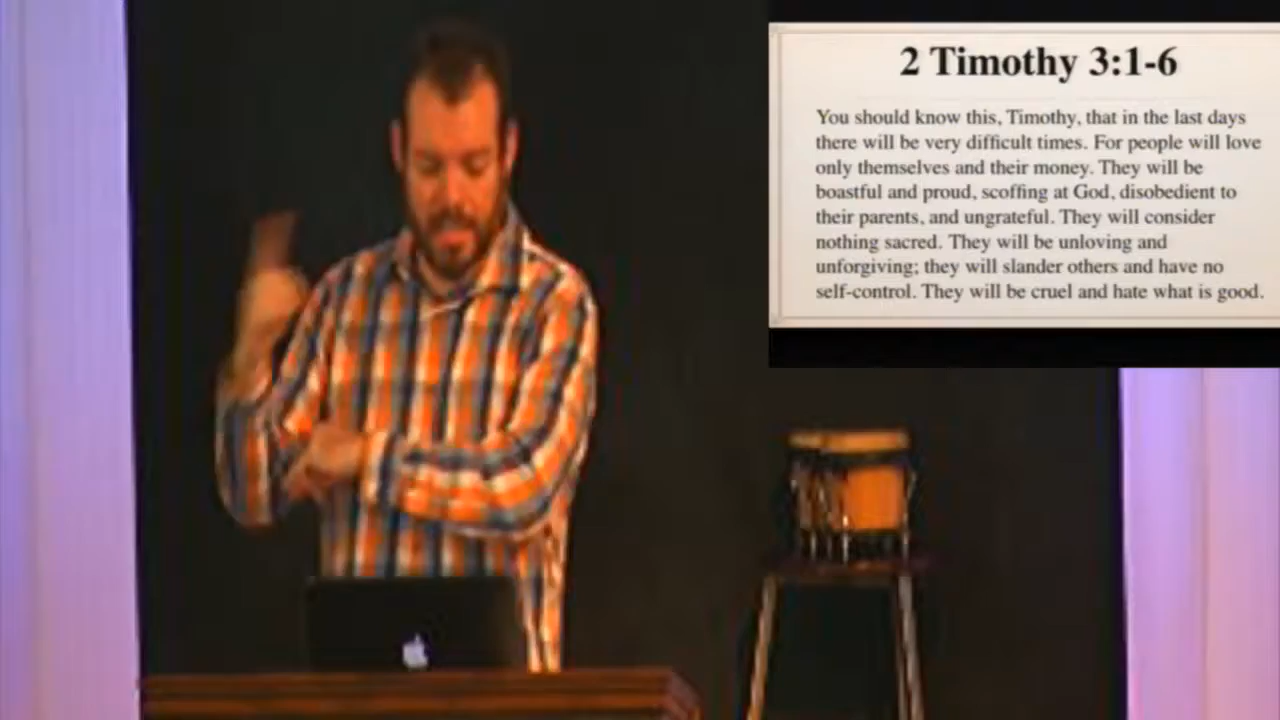 2 Timothy 3:1-6
You should know this, Timothy, that in the last days
there will be very difficult times. For people will love
only themselves and their money. They will be
boastful and proud, scoffing at God, disobedient to
their parents, and ungrateful. They will consider
nothing sacred. They will be unloving and
unforgiving; they will slander others and have no
self-control. They will be cruel and hate what is good.